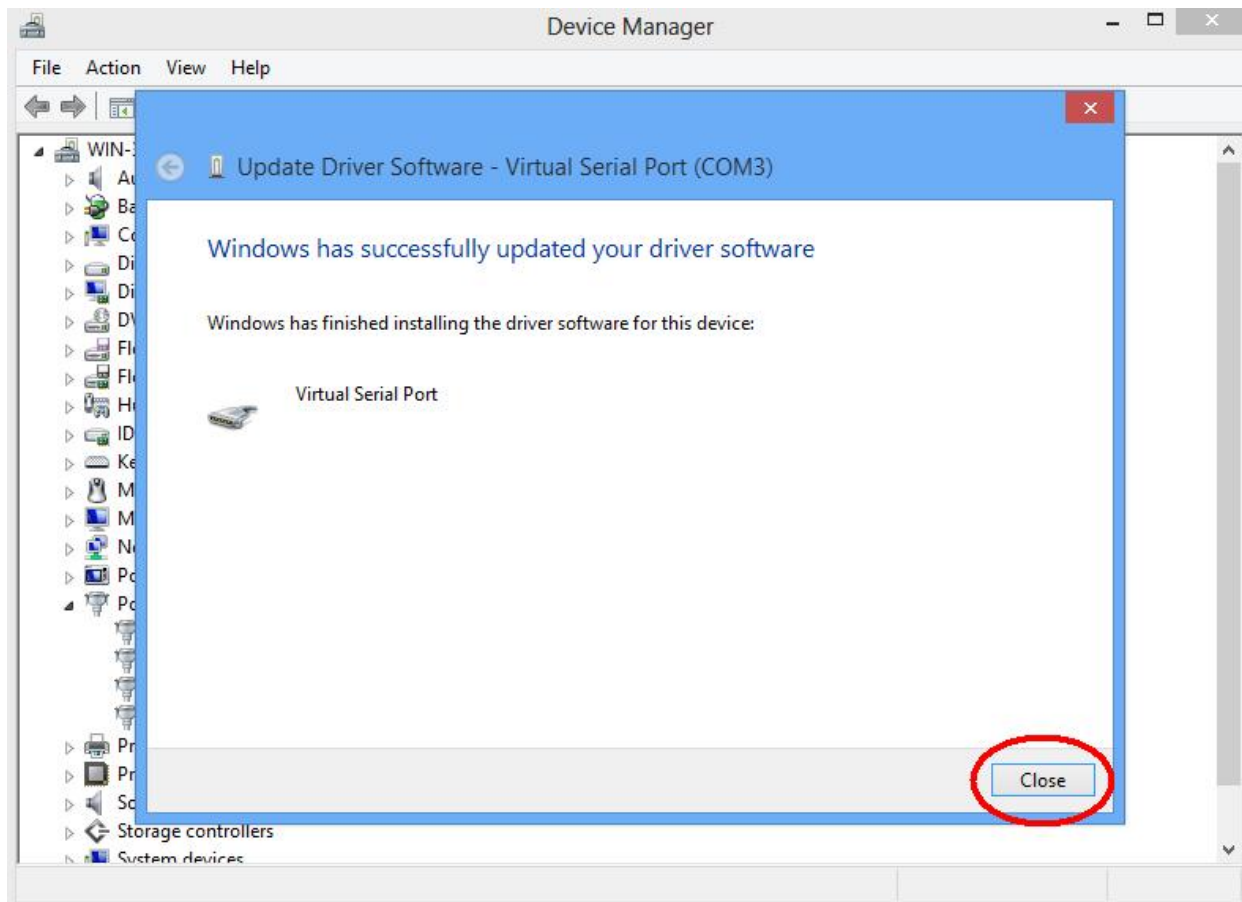 Device Manager
File Action View Help
Update Driver Software - Virtual Serial Port (COM3)
Windows has successfully updated your driver software
Windows has finished installing the driver software for this device:
Virtual Serial Port
Close
Storage controllers
System devices